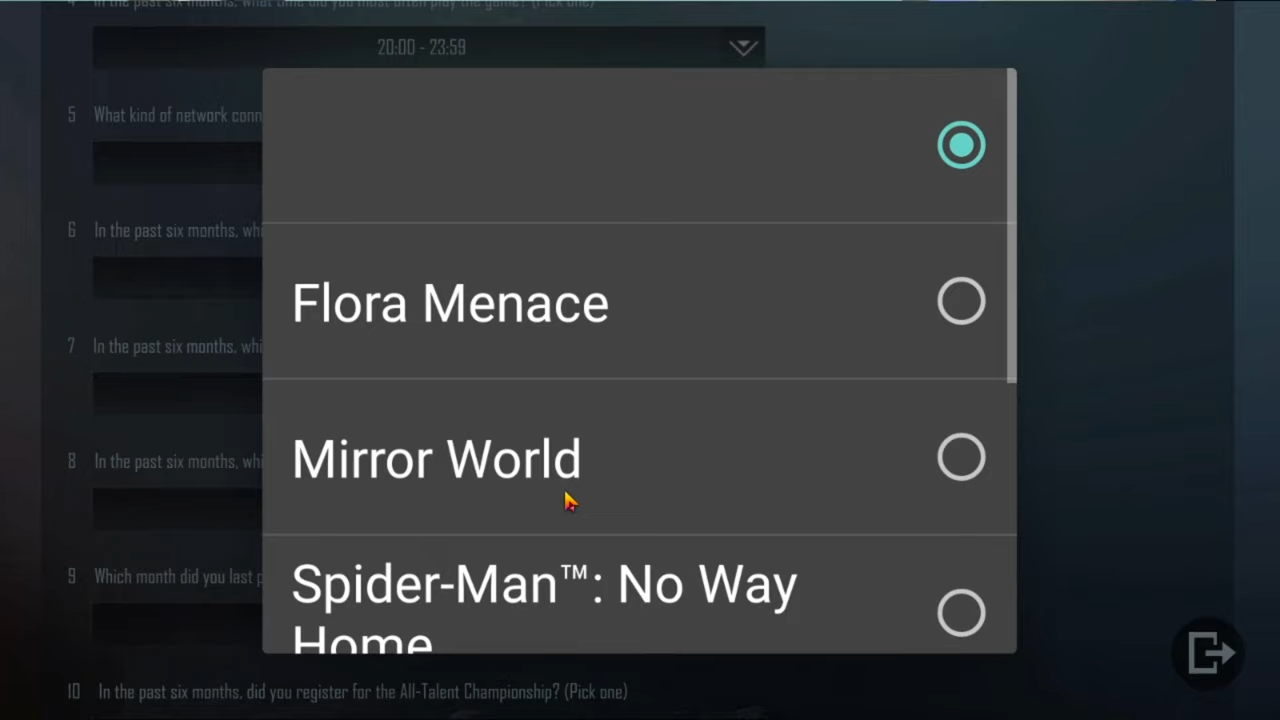 4 In the past six months, what time did you most often play the game? (Pick one)
20:00 - 23:59
5 What kind of network conn
6 In the past six months, whi
7 In the past six months, whi
8 In the past six months, whi
9 Which month did you last p
10 In the past six months, did you register for the All-Talent Championship? (Pick one)
Flora Menace
Mirror World
Spider-Man™: No Way
Home